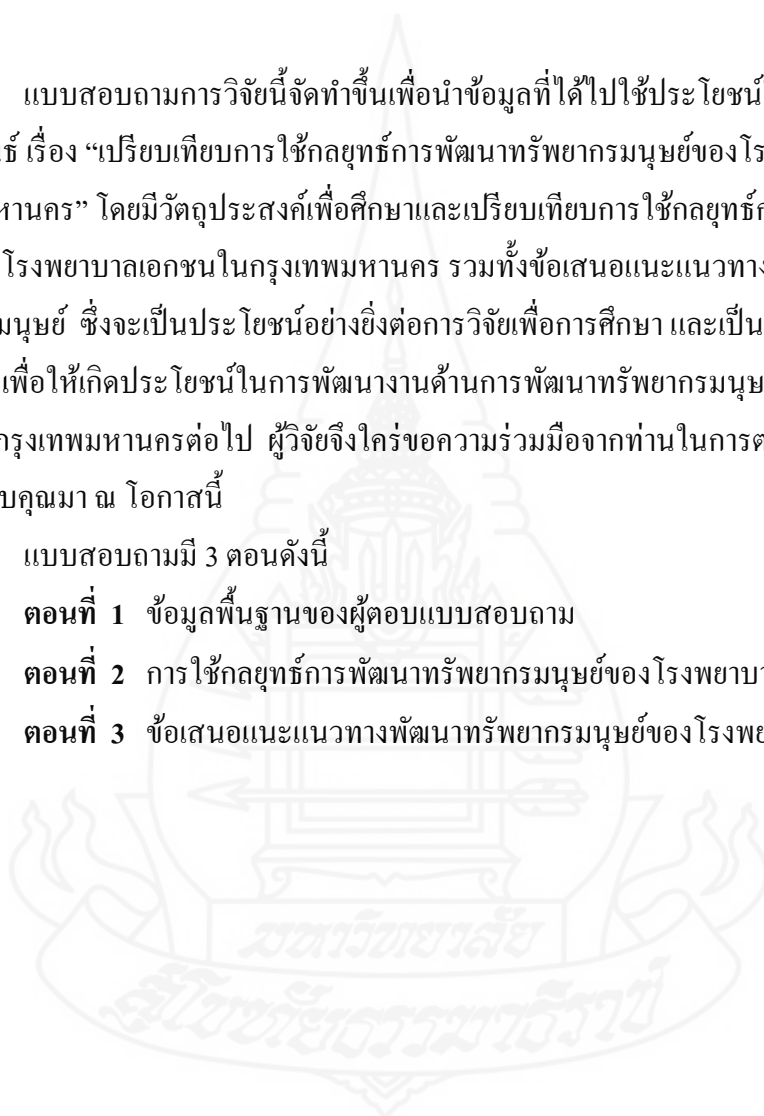 แบบสอบถามการวิจัยนี้จัดทำขึ้นเพื่อนำข้อมูลที่ได้ไปใช้ประโยชน์
เรื่อง “เปรียบเทียบการใช้กลยุทธ์การพัฒนาทรัพยากรมนุษย์ของ
โดยมีวัตถุประสงค์เพื่อศึกษาและเปรียบเทียบการใช้กลยุทธ์
โรงพยาบาลเอกชนในกรุงเทพมหานคร รวมทั้งข้อเสนอแนะแนวทาง
มนุษย์ ซึ่งจะเป็นประโยชน์อย่างยิ่งต่อการวิจัยเพื่อการศึกษา และเป็น
เพื่อให้เกิดประโยชน์ในการพัฒนางานด้านการพัฒนาทรัพยากรมนุษ
กรุงเทพมหานครต่อไป ผู้วิจัยจึงใคร่ขอความร่วมมือจากท่านในการต
บคุณมา ณ โอกาสนี้
แบบสอบถามมี 3 ตอนดังนี้
ตอนที่ 1 ข้อมูลพื้นฐานของผู้ตอบแบบสอบถาม
ตอนที่ 2 การใช้กลยุทธ์การพัฒนาทรัพยากรมนุษย์ของโรงพยาบา
ตอนที่ 3 ข้อเสนอแนะแนวทางพัฒนาทรัพยากรมนุษย์ของโรงพย
มหาวิทยาลัย
สุโขทัยธรรมาธิราช